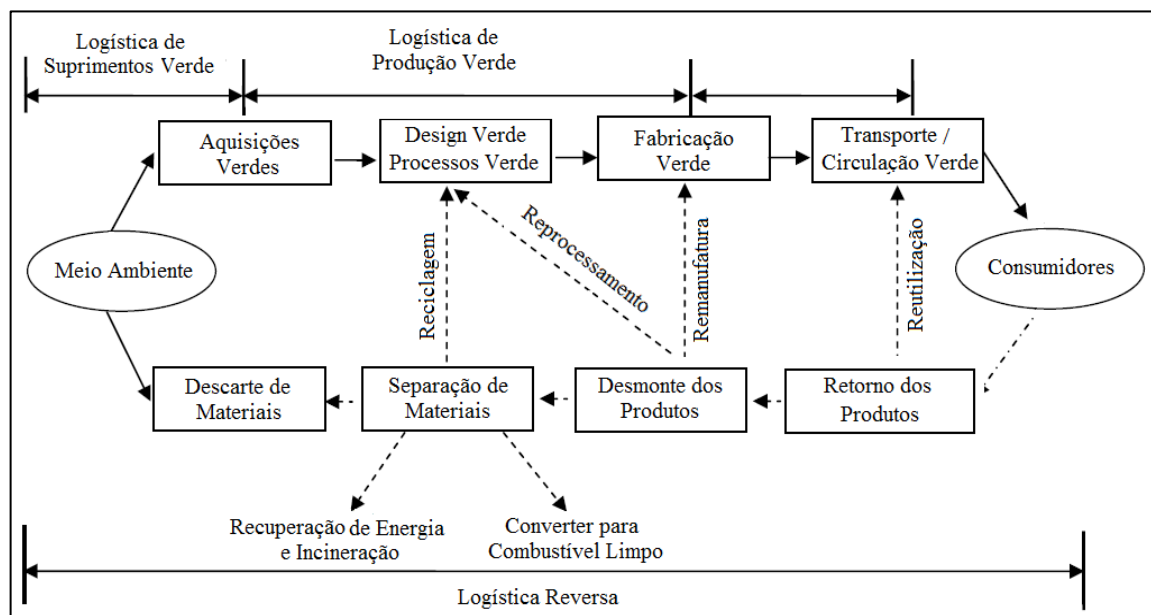 Logística de
Suprimentos Verde
Logística de
Produção Verde
Aquisições
Verdes
Design Verde
Processos Verde
Fabricação
Verde
Transporte /
Circulação Verde
Meio Ambiente
Reciclagem
Reprocessamento
Remanufatura
Reutilização
Consumidores
Descarte de
Materiais
Separação de
Materiais
Desmonte dos
Produtos
Retorno dos
Produtos
Recuperação de Energia
e Incineração
Converter para
Combustível Limpo
Logística Reversa